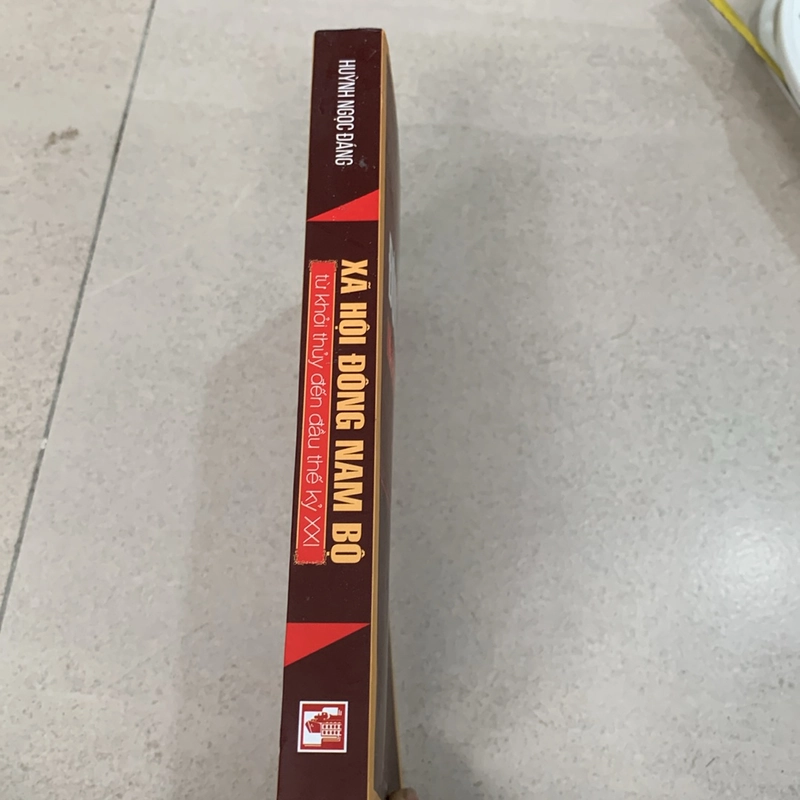 HUỲNH NGỌC ĐÁNG
XÃ HỘI ĐÔNG NAM BỘ
từ khởi thủy đến đầu thế kỷ XXI